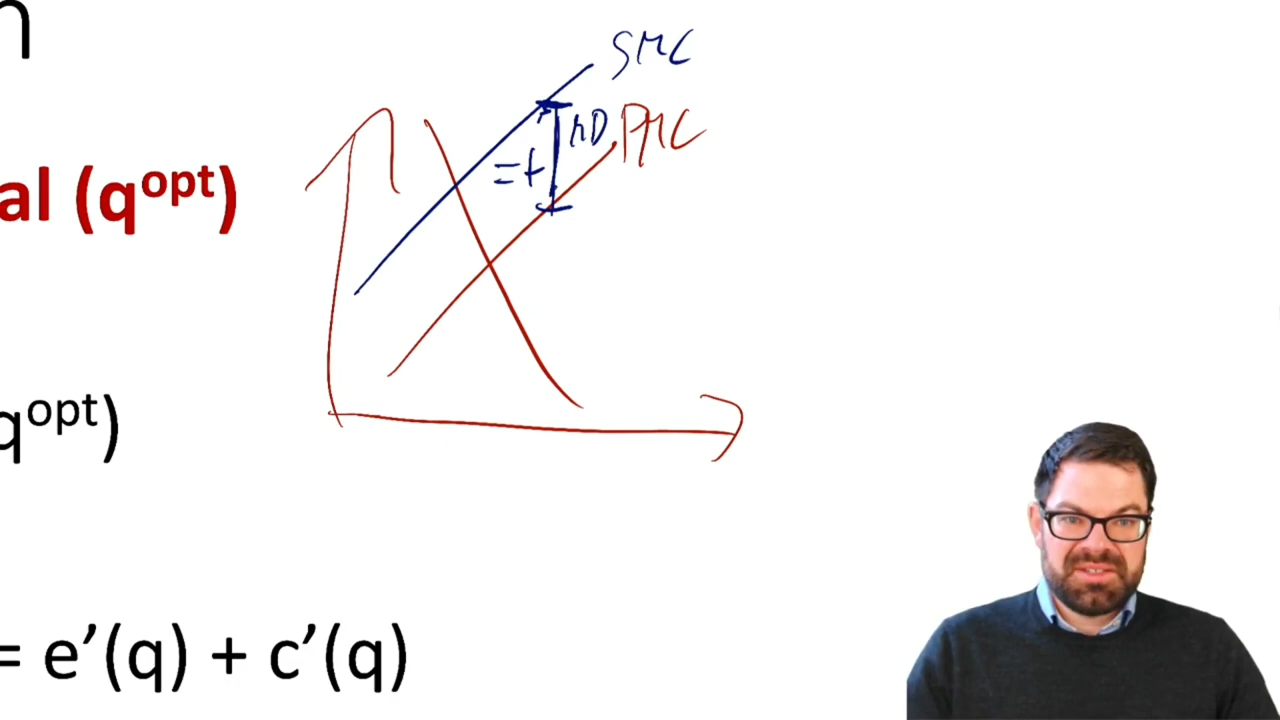 n
SMC
MD PMC
= t
al (qᵒᵖᵗ)
qᵒᵖᵗ)
= e’(q) + c’(q)